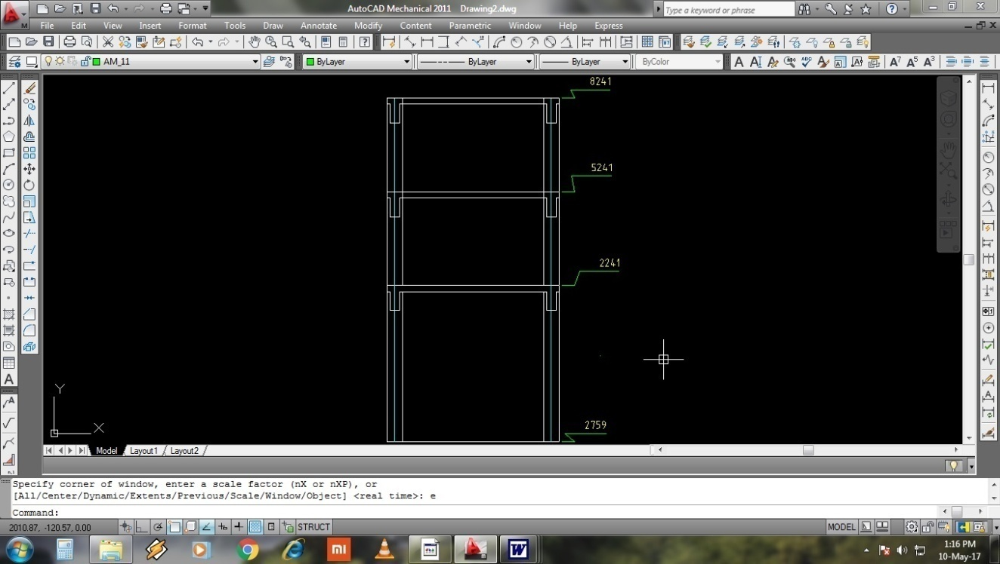 AutoCAD Mechanical 2011 Drawing2.dwg
Type a keyword or phrase
File Edit View Insert Format Tools Draw Annotate Modify Content Parametric Window Help Express
AM_11
ByLayer
ByLayer
ByLayer
ByColor
8241
5241
2241
2759
Y
X
Model Layout1 Layout2
Specify corner of window, enter a scale factor (nX or nXP), or
[All/Center/Dynamic/Extents/Previous/Scale/Window/Object] <real time>: e
Command:
2010.87, -120.57, 0.00
STRUCT
MODEL
1:16 PM
10-May-17